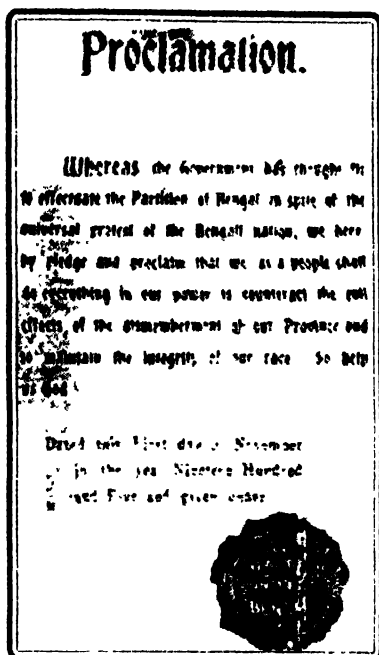 Proclamation.
Whereas the Government has thought fit
to effectuate the Partition of Bengal in spite of the
universal protest of the Bengali nation, we here-
by pledge and proclaim that we as a people shall
do everything in our power to counteract the evil
effects of the dismemberment of our Province and
to maintain the integrity of our race. So help
us God.
Dated this First day of November
in the year Nineteen Hundred
and Five and given under